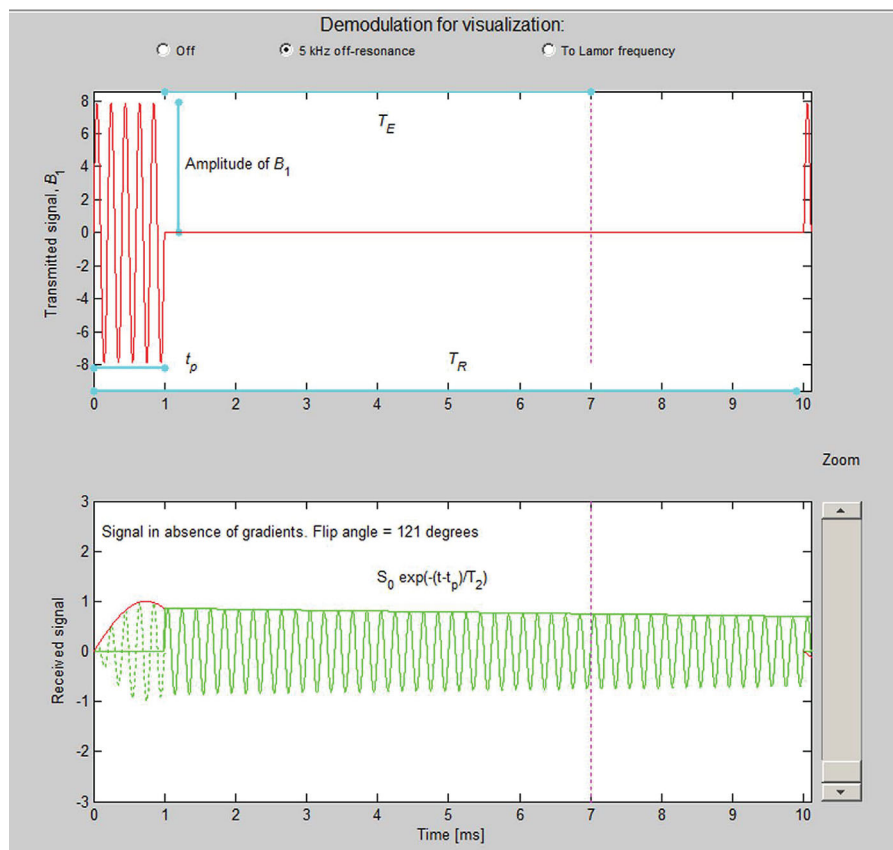 Demodulation for visualization:
Off
5 kHz off-resonance
To Lamor frequency
8
6
4
2
0
-2
-4
-6
-8
Transmitted signal, B1
TE
Amplitude of B1
tp
TR
0 1 2 3 4 5 6 7 8 9 10
Zoom
3
2
1
0
-1
-2
-3
Received signal
Signal in absence of gradients. Flip angle = 121 degrees
S0 exp(-(t-tp)/T2)
0 1 2 3 4 5 6 7 8 9 10
Time [ms]